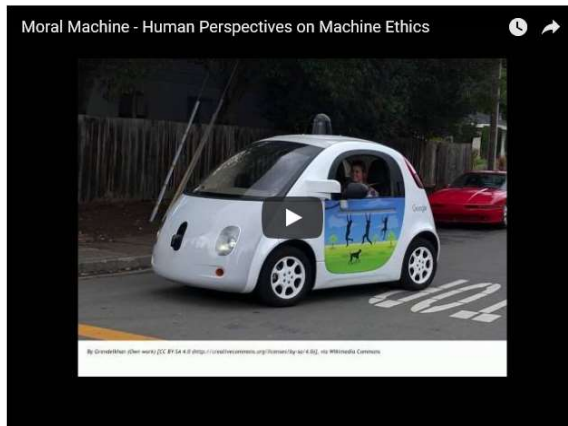 Moral Machine - Human Perspectives on Machine Ethics
Google
By Grendelkhan (Own work) [CC BY-SA 4.0 (http://creativecommons.org/licenses/by-sa/4.0)], via Wikimedia Commons